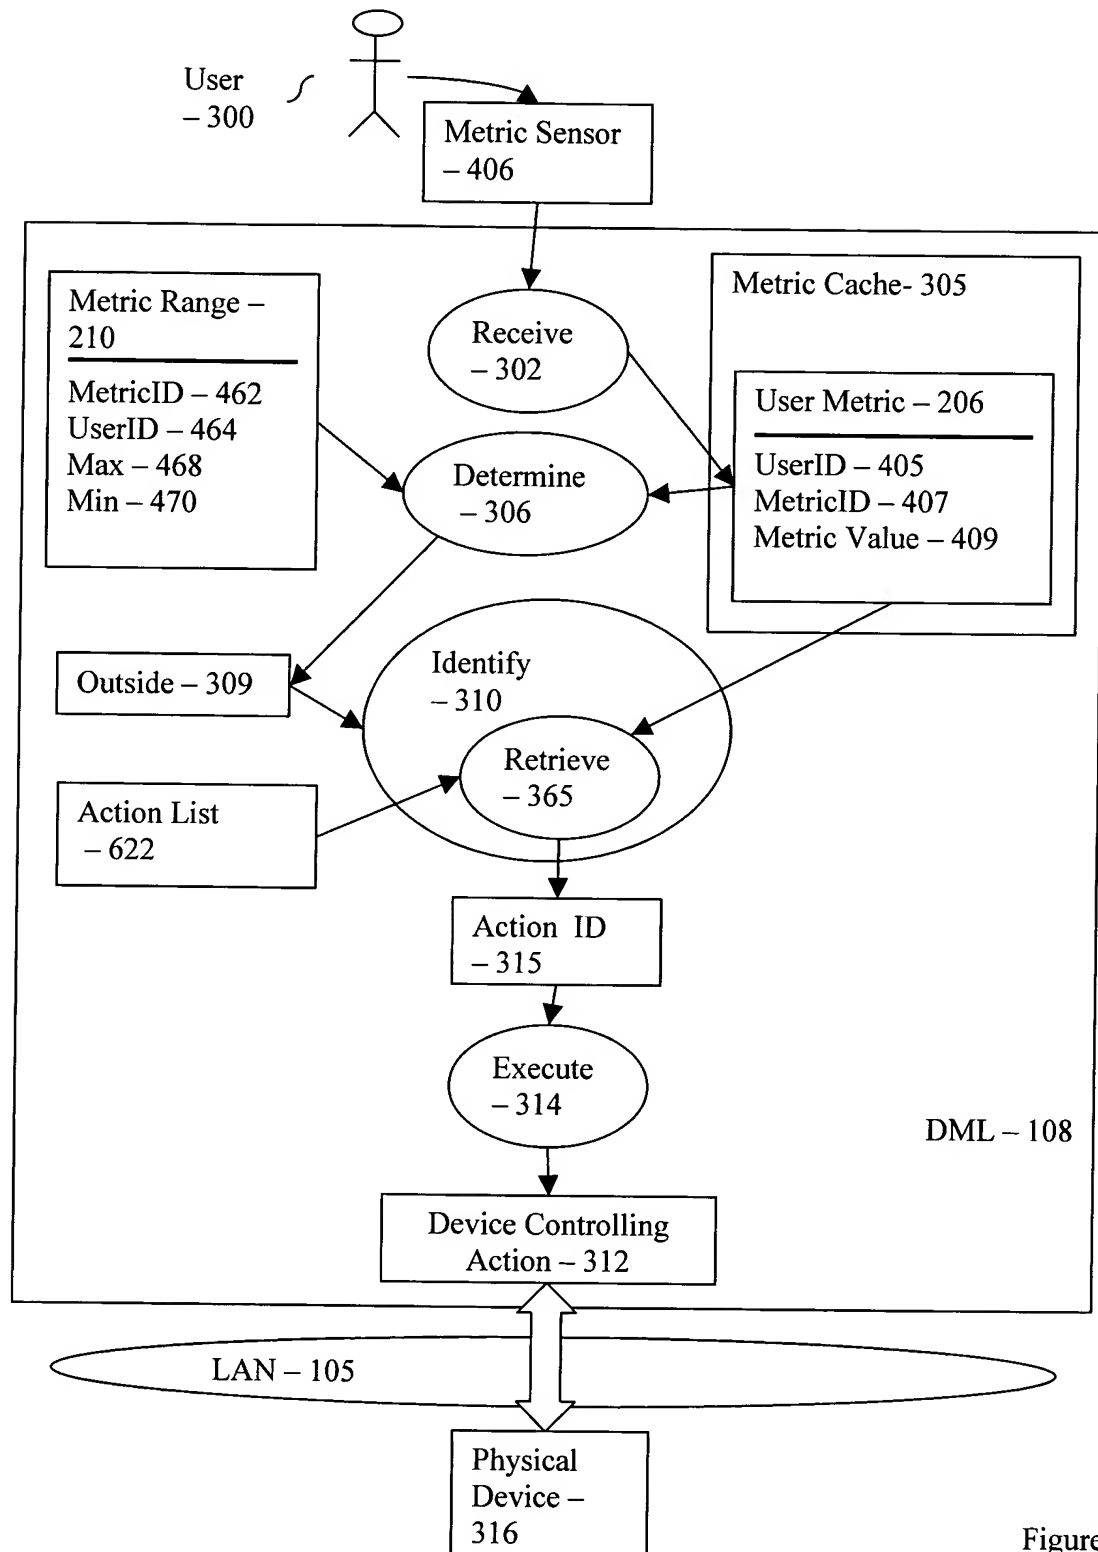 User
– 300
Metric Sensor
– 406
Metric Range –
210
MetricID – 462
UserID – 464
Max – 468
Min – 470
Receive
– 302
Metric Cache- 305
User Metric – 206
UserID – 405
MetricID – 407
Metric Value – 409
Determine
– 306
Outside – 309
Identify
– 310
Retrieve
– 365
Action List
– 622
Action ID
– 315
Execute
– 314
DML – 108
Device Controlling
Action – 312
LAN – 105
Physical
Device –
316
Figure